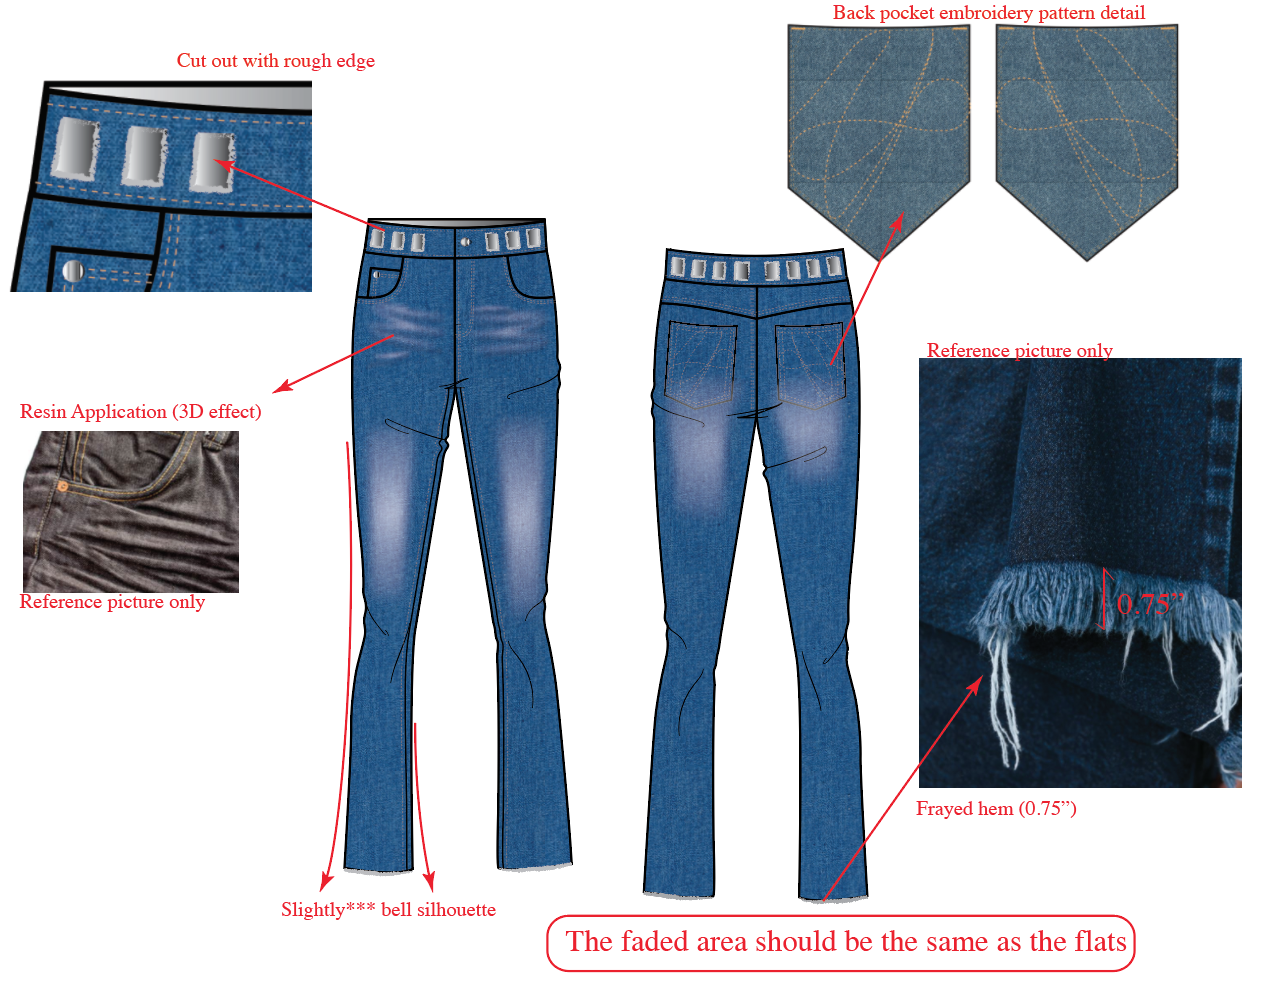 Back pocket embroidery pattern detail
Cut out with rough edge
Reference picture only
Resin Application (3D effect)
Reference picture only
0.75”
Frayed hem (0.75”)
Slightly*** bell silhouette
The faded area should be the same as the flats